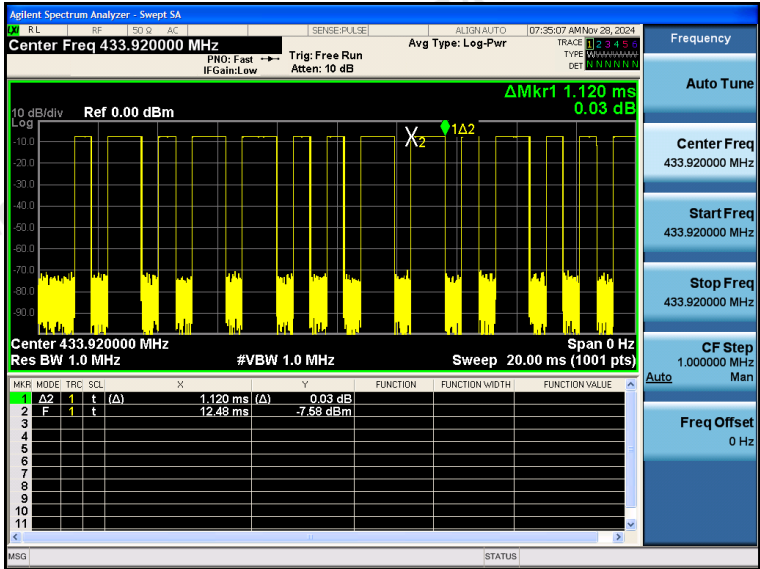 Agilent Spectrum Analyzer - Swept SA
LXI RL RF 50 Ω AC SENSE:PULSE ALIGN AUTO 07:35:07 AM Nov 28, 2024
Center Freq 433.920000 MHz
PNO: Fast
IFGain:Low
Trig: Free Run
Atten: 10 dB
Avg Type: Log-Pwr
TRACE 1 2 3 4 5 6
TYPE
DET N N N N N N
ΔMkr1 1.120 ms
0.03 dB
10 dB/div Ref 0.00 dBm
Log
-10.0
-20.0
-30.0
-40.0
-50.0
-60.0
-70.0
-80.0
-90.0
X2
1Δ2
Center 433.920000 MHz Span 0 Hz
Res BW 1.0 MHz #VBW 1.0 MHz Sweep 20.00 ms (1001 pts)
MKR MODE TRC SCL X Y FUNCTION FUNCTION WIDTH FUNCTION VALUE
1 Δ2 1 t (Δ) 1.120 ms (Δ) 0.03 dB
2 F 1 t 12.48 ms -7.58 dBm
3
4
5
6
7
8
9
10
11
MSG STATUS
Frequency
Auto Tune
Center Freq
433.920000 MHz
Start Freq
433.920000 MHz
Stop Freq
433.920000 MHz
CF Step
1.000000 MHz
Auto Man
Freq Offset
0 Hz